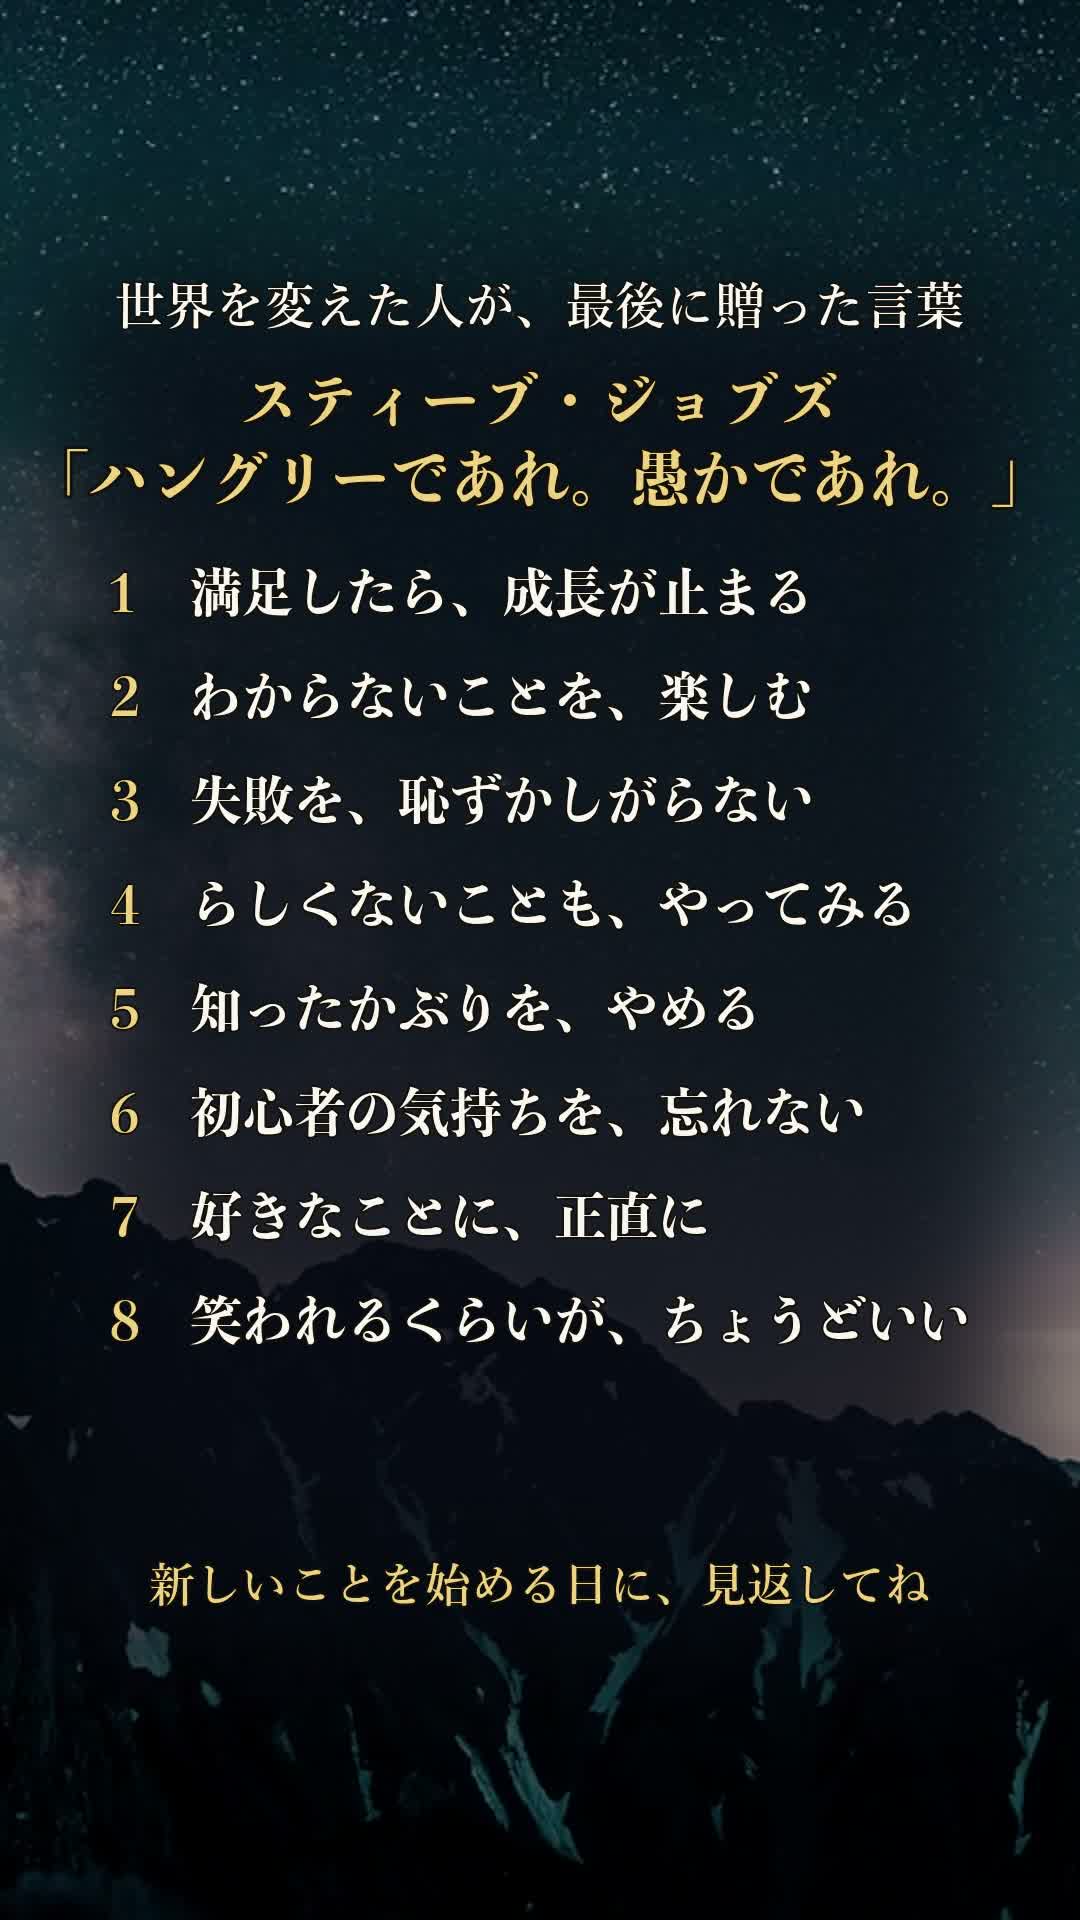 世界を変えた人が、最後に贈った言葉
スティーブ・ジョブズ
「ハングリーであれ。愚かであれ。」
1 満足したら、成長が止まる
2 わからないことを、楽しむ
3 失敗を、恥ずかしがらない
4 らしくないことも、やってみる
5 知ったかぶりを、やめる
6 初心者の気持ちを、忘れない
7 好きなことに、正直に
8 笑われるくらいが、ちょうどいい
新しいことを始める日に、見返してね